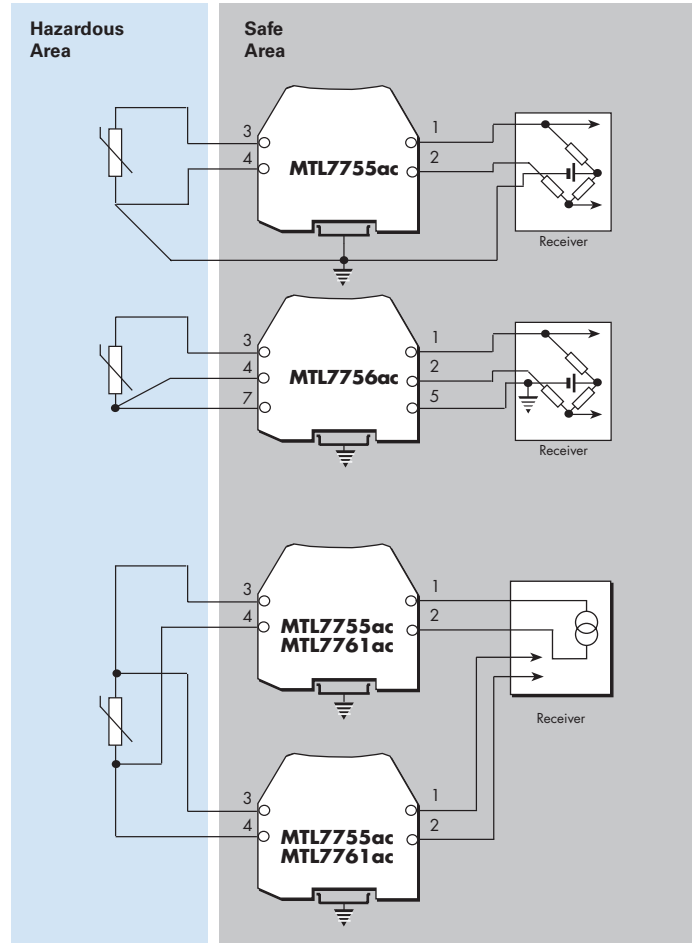 Hazardous
Area
Safe
Area
3
4
MTL7755ac
1
2
Receiver
3
4
7
MTL7756ac
1
2
5
Receiver
3
4
MTL7755ac
MTL7761ac
1
2
Receiver
3
4
MTL7755ac
MTL7761ac
1
2